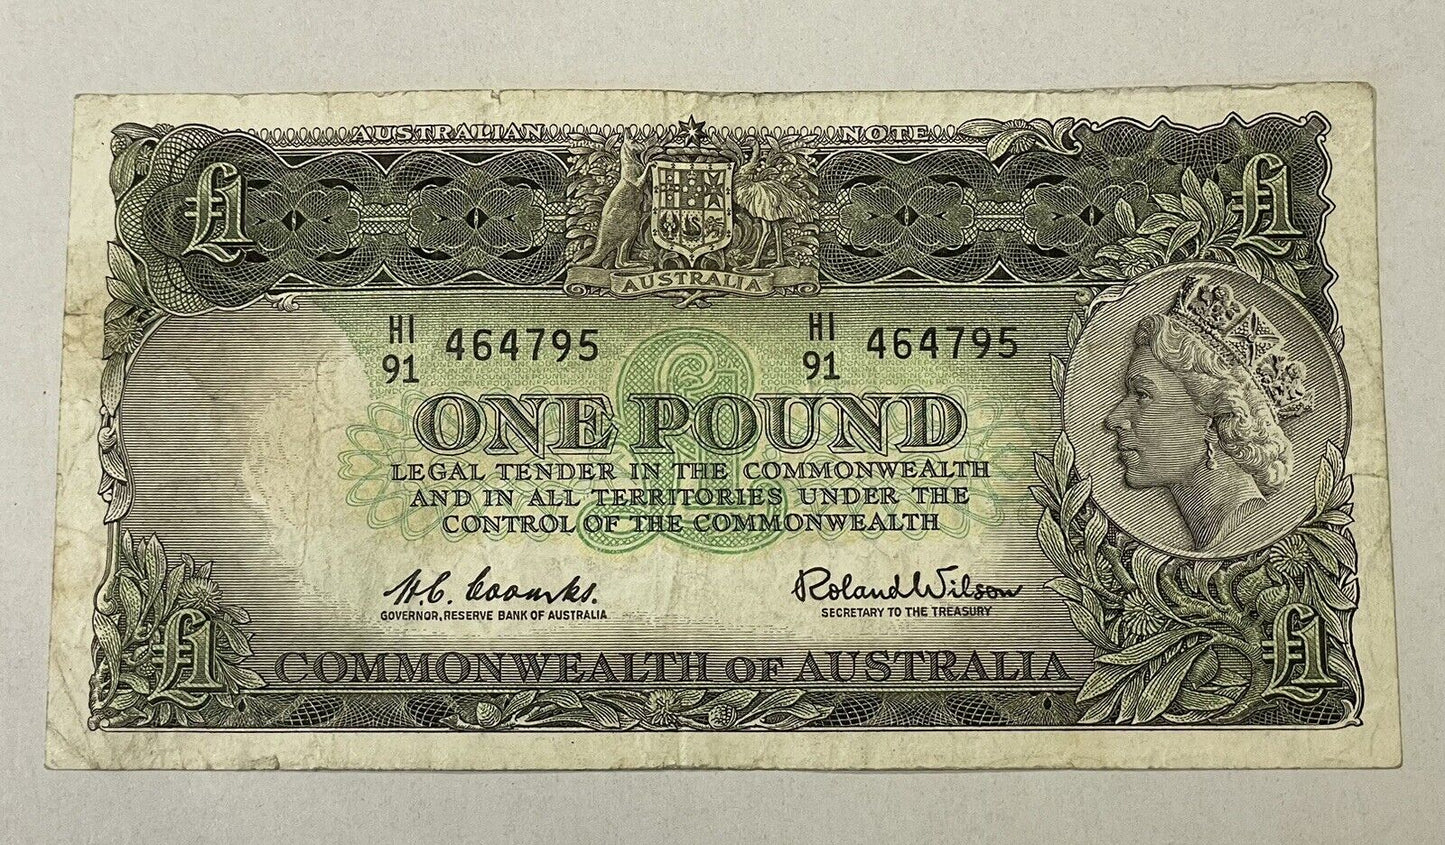 AUSTRALIAN NOTE
£1 £1
AUSTRALIA
HI
91 464795 HI
91 464795
ONE POUND
LEGAL TENDER IN THE COMMONWEALTH
AND IN ALL TERRITORIES UNDER THE
CONTROL OF THE COMMONWEALTH
H.C. Coombs. Roland Wilson
GOVERNOR, RESERVE BANK OF AUSTRALIA SECRETARY TO THE TREASURY
£1 £1
COMMONWEALTH OF AUSTRALIA